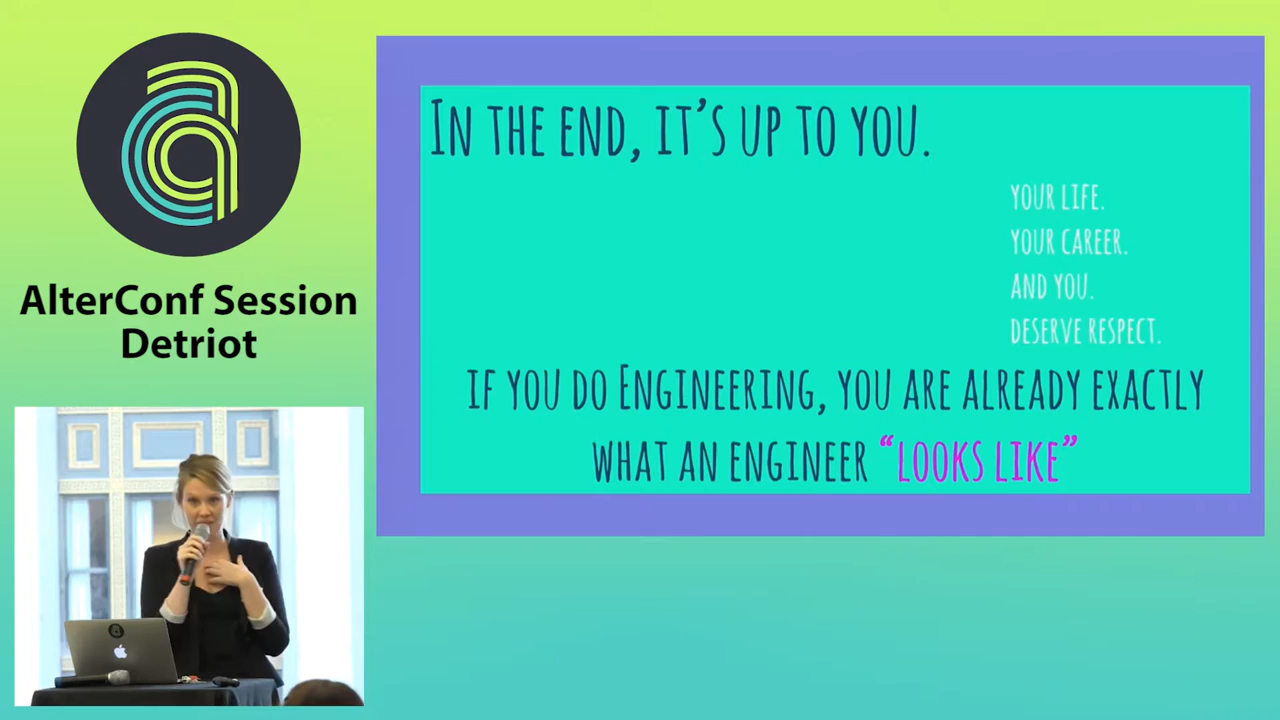 AlterConf Session
Detriot
IN THE END, IT'S UP TO YOU.
YOUR LIFE.
YOUR CAREER.
AND YOU.
DESERVE RESPECT.
IF YOU DO ENGINEERING, YOU ARE ALREADY EXACTLY
WHAT AN ENGINEER “LOOKS LIKE”